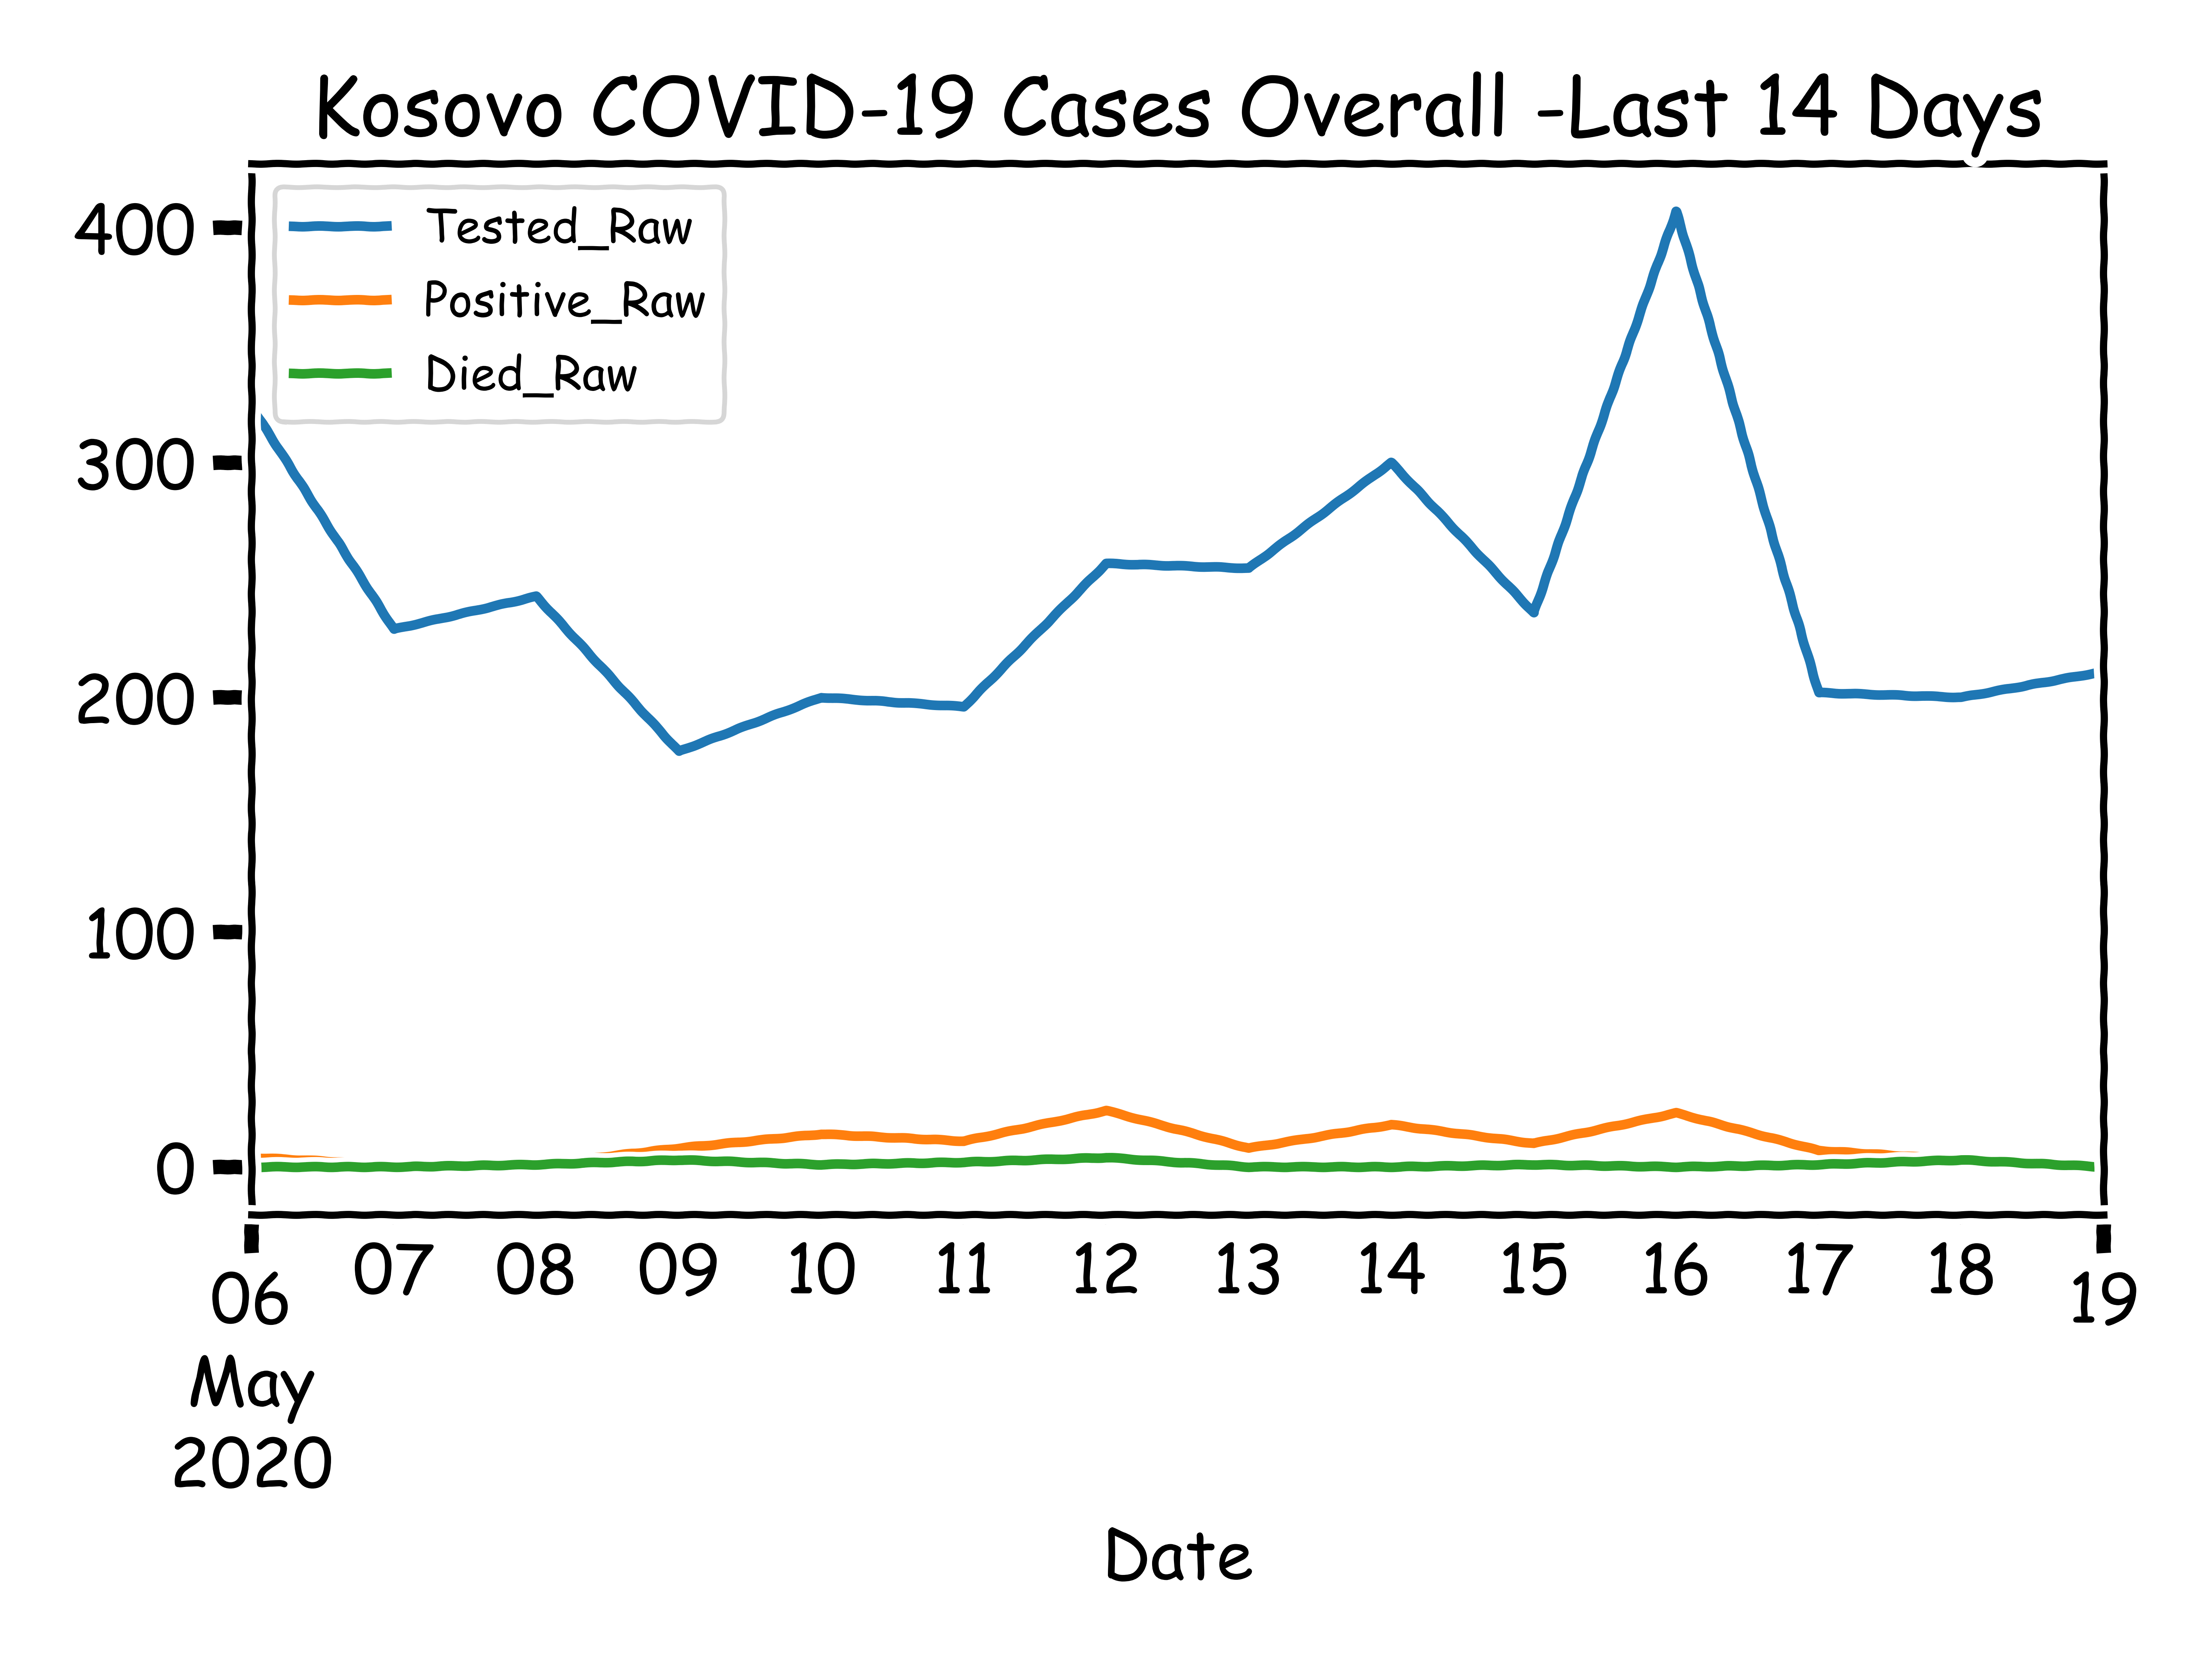 Kosovo COVID-19 Cases Overall -Last 14 Days
Tested_Raw
Positive_Raw
Died_Raw
400
300
200
100
0
06 07 08 09 10 11 12 13 14 15 16 17 18 19
May
2020
Date